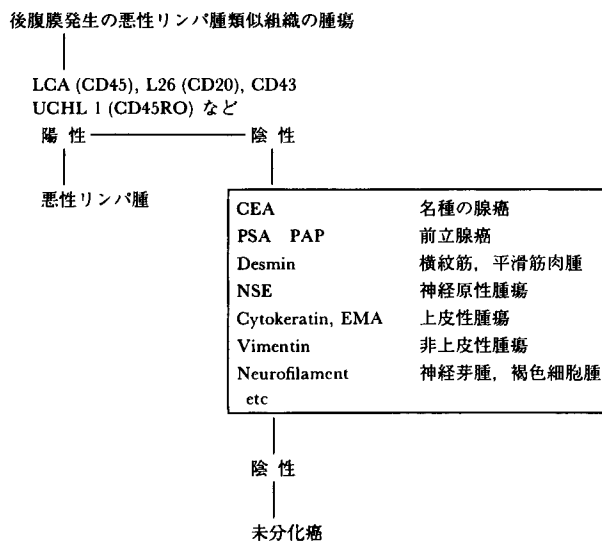 後腹膜発生の悪性リンパ腫類似組織の腫瘍
LCA (CD45), L26 (CD20), CD43
UCHL 1 (CD45RO) など
陽性 陰性
悪性リンパ腫
CEA 名種の腺癌
PSA PAP 前立腺癌
Desmin 横紋筋，平滑筋肉腫
NSE 神経原性腫瘍
Cytokeratin, EMA 上皮性腫瘍
Vimentin 非上皮性腫瘍
Neurofilament 神経芽腫，褐色細胞腫
etc
陰性
未分化癌